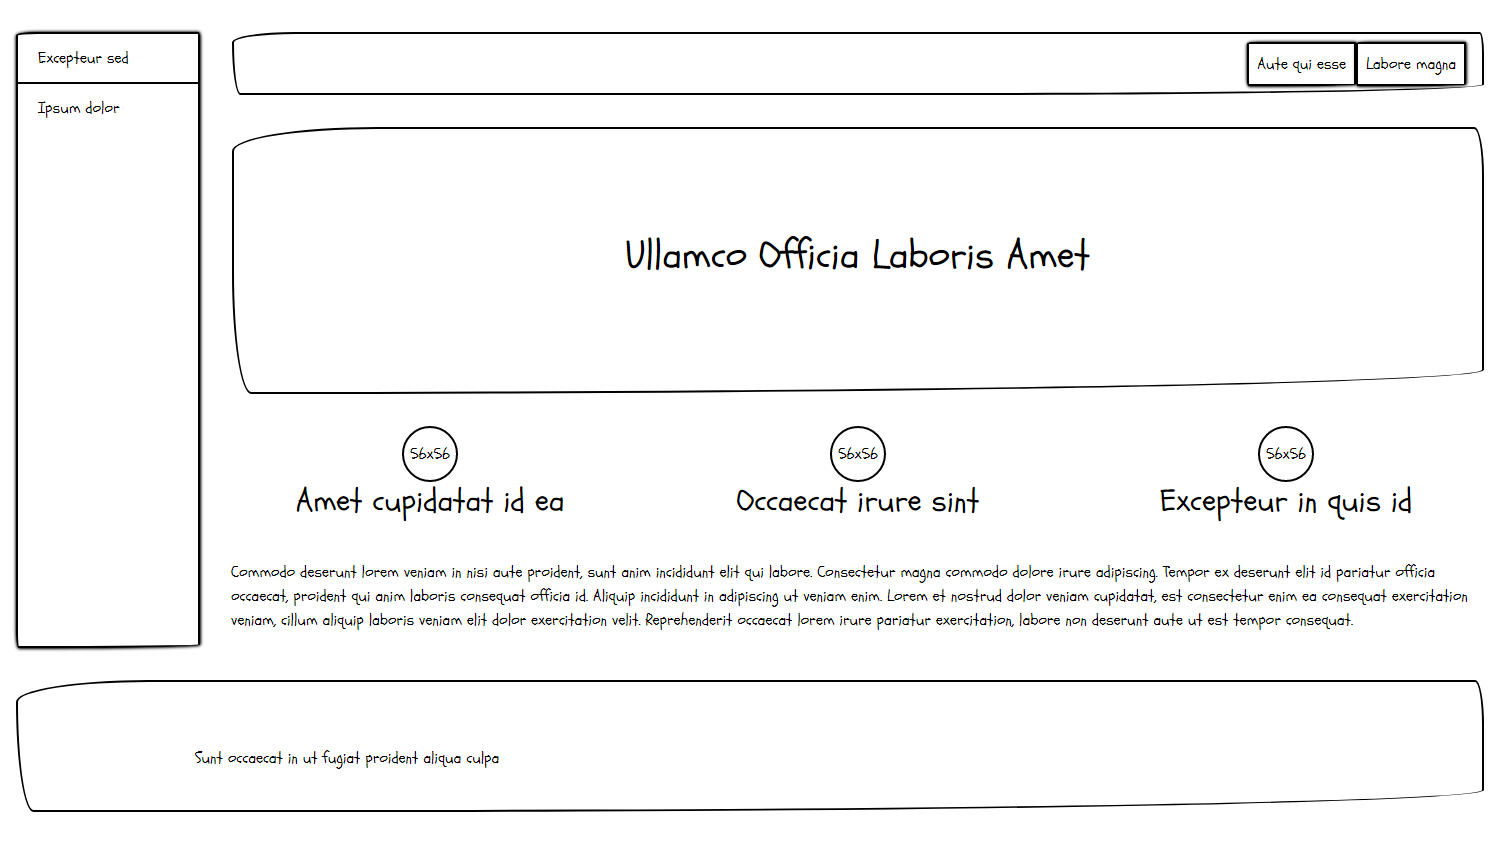 Excepteur sed
Ipsum dolor
Aute qui esse
Labore magna
Ullamco Officia Laboris Amet
56x56
Amet cupidatat id ea
56x56
Occaecat irure sint
56x56
Excepteur in quis id
Commodo deserunt lorem veniam in nisi aute proident, sunt anim incididunt elit qui labore. Consectetur magna commodo dolore irure adipiscing. Tempor ex deserunt elit id pariatur officia
occaecat, proident qui anim laboris consequat officia id. Aliquip incididunt in adipiscing ut veniam enim. Lorem et nostrud dolor veniam cupidatat, est consectetur enim ea consequat exercitation
veniam, cillum aliquip laboris veniam elit dolor exercitation velit. Reprehenderit occaecat lorem irure pariatur exercitation, labore non deserunt aute ut est tempor consequat.
Sunt occaecat in ut fugiat proident aliqua culpa